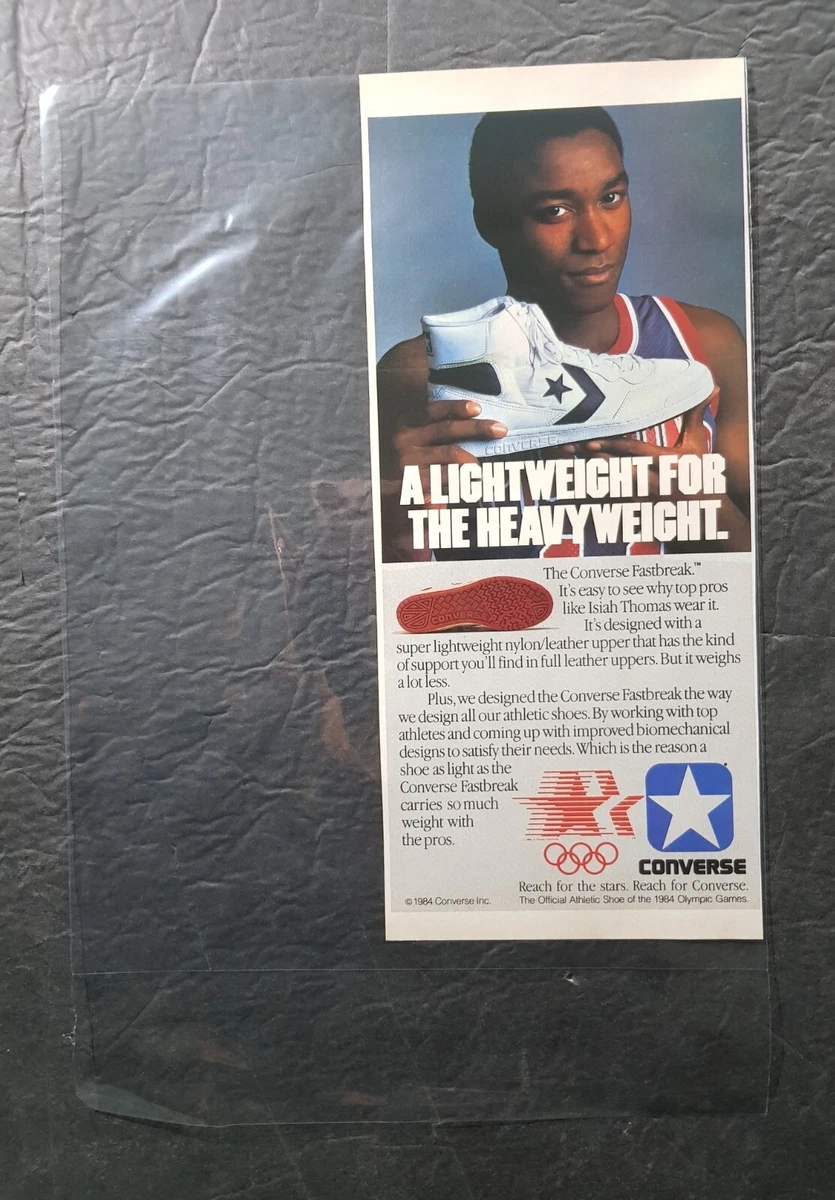 CONVERSE
A LIGHTWEIGHT FOR
THE HEAVYWEIGHT.
The Converse Fastbreak.™
It's easy to see why top pros
like Isiah Thomas wear it.
It's designed with a
super lightweight nylon/leather upper that has the kind
of support you'll find in full leather uppers. But it weighs
a lot less.
Plus, we designed the Converse Fastbreak the way
we design all our athletic shoes. By working with top
athletes and coming up with improved biomechanical
designs to satisfy their needs. Which is the reason a
shoe as light as the
Converse Fastbreak
carries so much
weight with
the pros.
CONVERSE
CONVERSE
Reach for the stars. Reach for Converse.
© 1984 Converse Inc.
The Official Athletic Shoe of the 1984 Olympic Games.